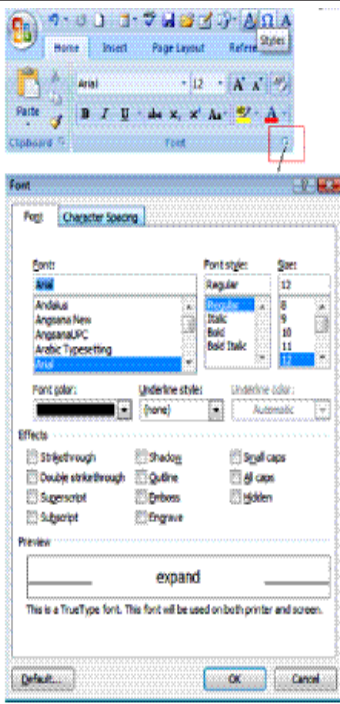 Styles
Home Insert Page Layout Refere
Arial 12 A A
Paste B I U abc x, x' Aa A
Clipboard Font
Font
Font Character Spacing
Font: Font style: Size:
Arial Regular 12
Andalus Regular 8
Angsana New Italic 9
AngsanaUPC Bold 10
Arabic Typesetting Bold Italic 11
Arial 12
Font color: Underline style: Underline color:
(none) Automatic
Effects
Strikethrough Shadow Small caps
Double strikethrough Outline All caps
Superscript Emboss Hidden
Subscript Engrave
Preview
expand
This is a TrueType font. This font will be used on both printer and screen.
Default... OK Cancel